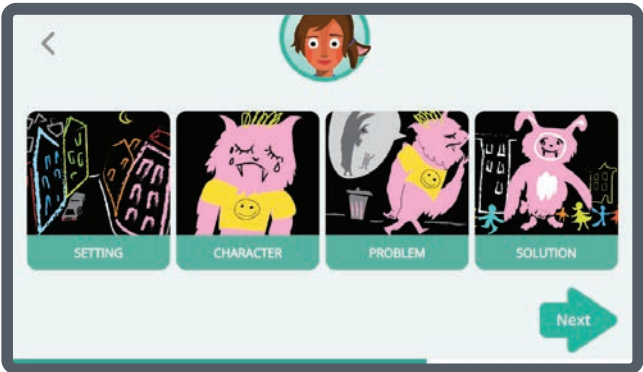 SETTING
CHARACTER
PROBLEM
SOLUTION
Next